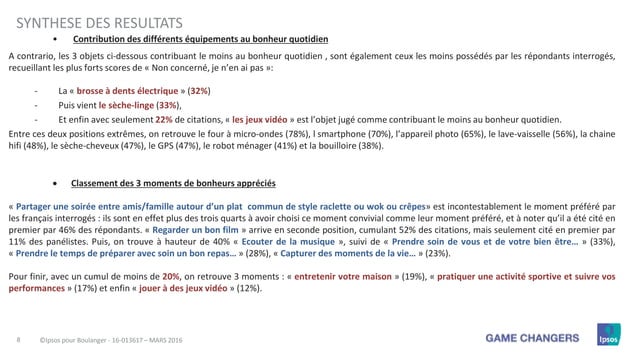 SYNTHESE DES RESULTATS
• Contribution des différents équipements au bonheur quotidien
A contrario, les 3 objets ci-dessous contribuant le moins au bonheur quotidien , sont également ceux les moins possédés par les répondants interrogés,
recueillant les plus forts scores de « Non concerné, je n'en ai pas »:
- La « brosse à dents électrique » (32%)
- Puis vient le sèche-linge (33%),
- Et enfin avec seulement 22% de citations, « les jeux vidéo » est l'objet jugé comme contribuant le moins au bonheur quotidien.
Entre ces deux positions extrêmes, on retrouve le four à micro-ondes (78%), l smartphone (70%), l'appareil photo (65%), le lave-vaisselle (56%), la chaine
hifi (48%), le sèche-cheveux (47%), le GPS (47%), le robot ménager (41%) et la bouilloire (38%).
• Classement des 3 moments de bonheurs appréciés
« Partager une soirée entre amis/famille autour d'un plat commun de style raclette ou wok ou crêpes» est incontestablement le moment préféré par
les français interrogés : ils sont en effet plus des trois quarts à avoir choisi ce moment convivial comme leur moment préféré, et à noter qu'il a été cité en
premier par 46% des répondants. « Regarder un bon film » arrive en seconde position, cumulant 52% des citations, mais seulement cité en premier par
11% des panélistes. Puis, on trouve à hauteur de 40% « Ecouter de la musique », suivi de « Prendre soin de vous et de votre bien être… » (33%),
« Prendre le temps de préparer avec soin un bon repas… » (28%), « Capturer des moments de la vie… » (23%).
Pour finir, avec un cumul de moins de 20%, on retrouve 3 moments : « entretenir votre maison » (19%), « pratiquer une activité sportive et suivre vos
performances » (17%) et enfin « jouer à des jeux vidéo » (12%).
8 ©Ipsos pour Boulanger - 16-013617 – MARS 2016
GAME CHANGERS
Ipsos